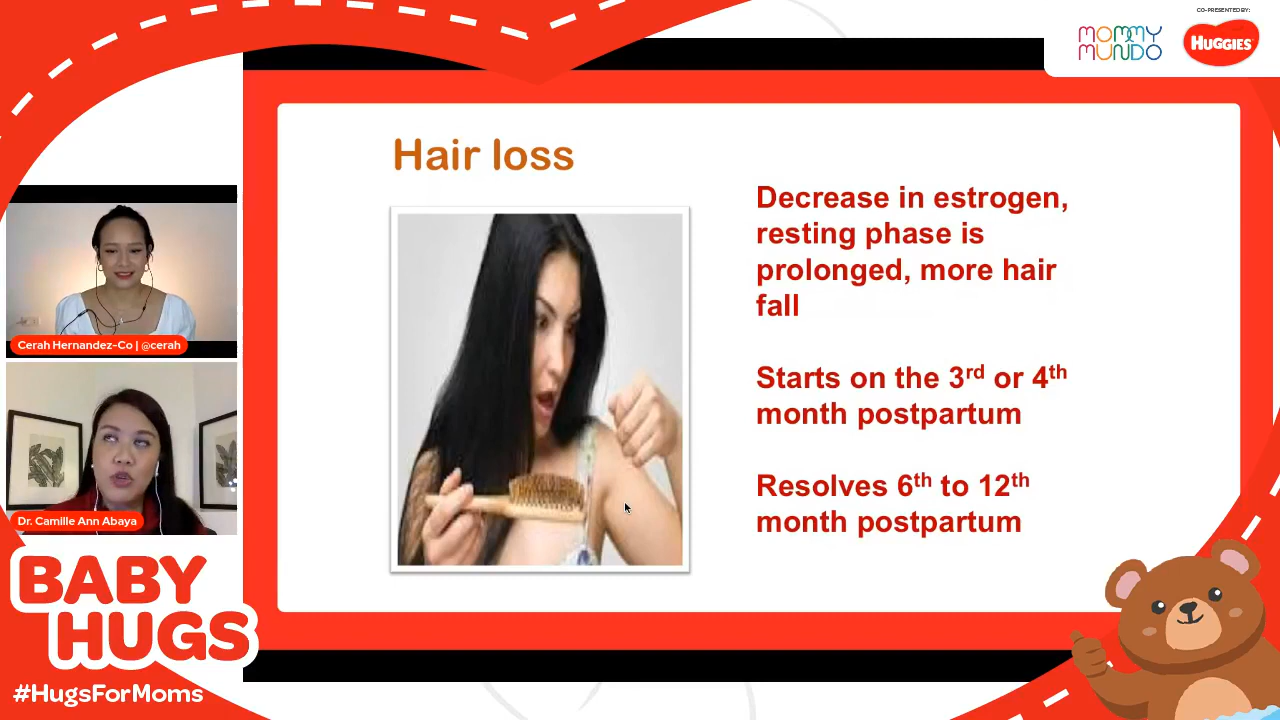 CO-PRESENTED BY:
MOMMY
MUNDO
HUGGIES
Hair loss
Decrease in estrogen,
resting phase is
prolonged, more hair
fall
Starts on the 3rd or 4th
month postpartum
Resolves 6th to 12th
month postpartum
Cerah Hernandez-Co | @cerah
Dr. Camille Ann Abaya
BABY
HUGS
#HugsForMoms